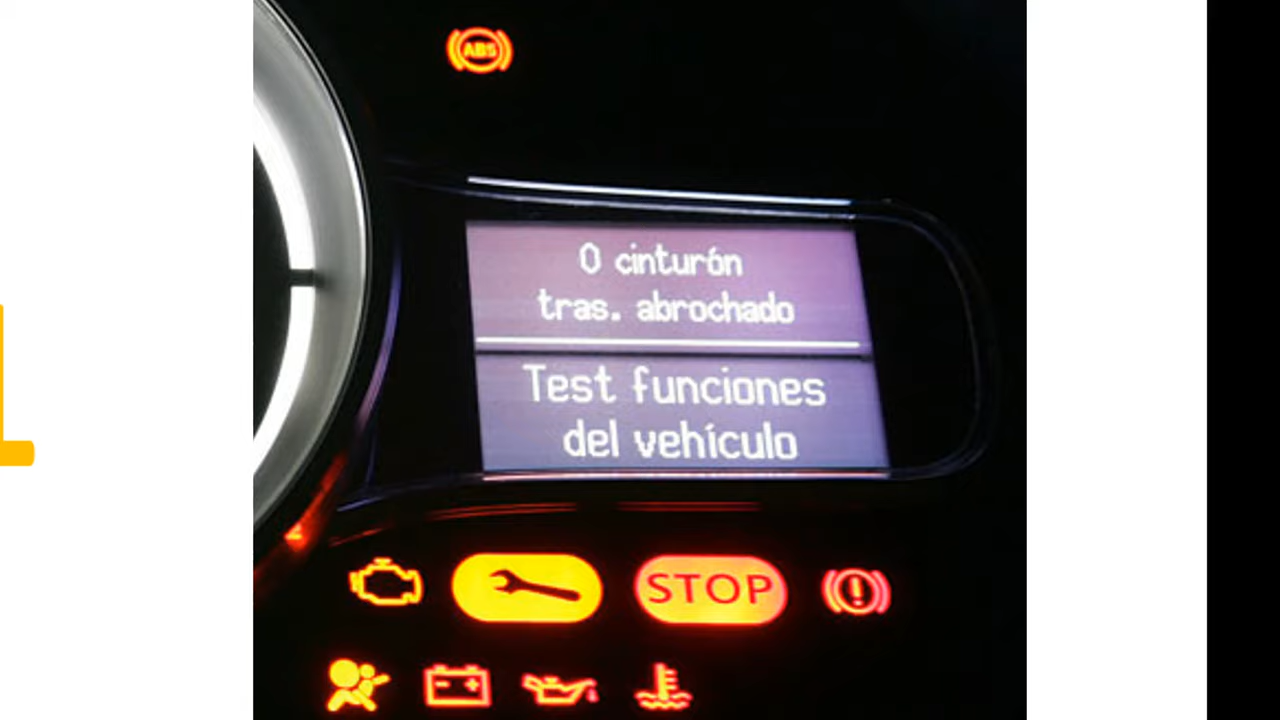 ABS
0 cinturón
tras. abrochado
Test funciones
del vehículo
STOP